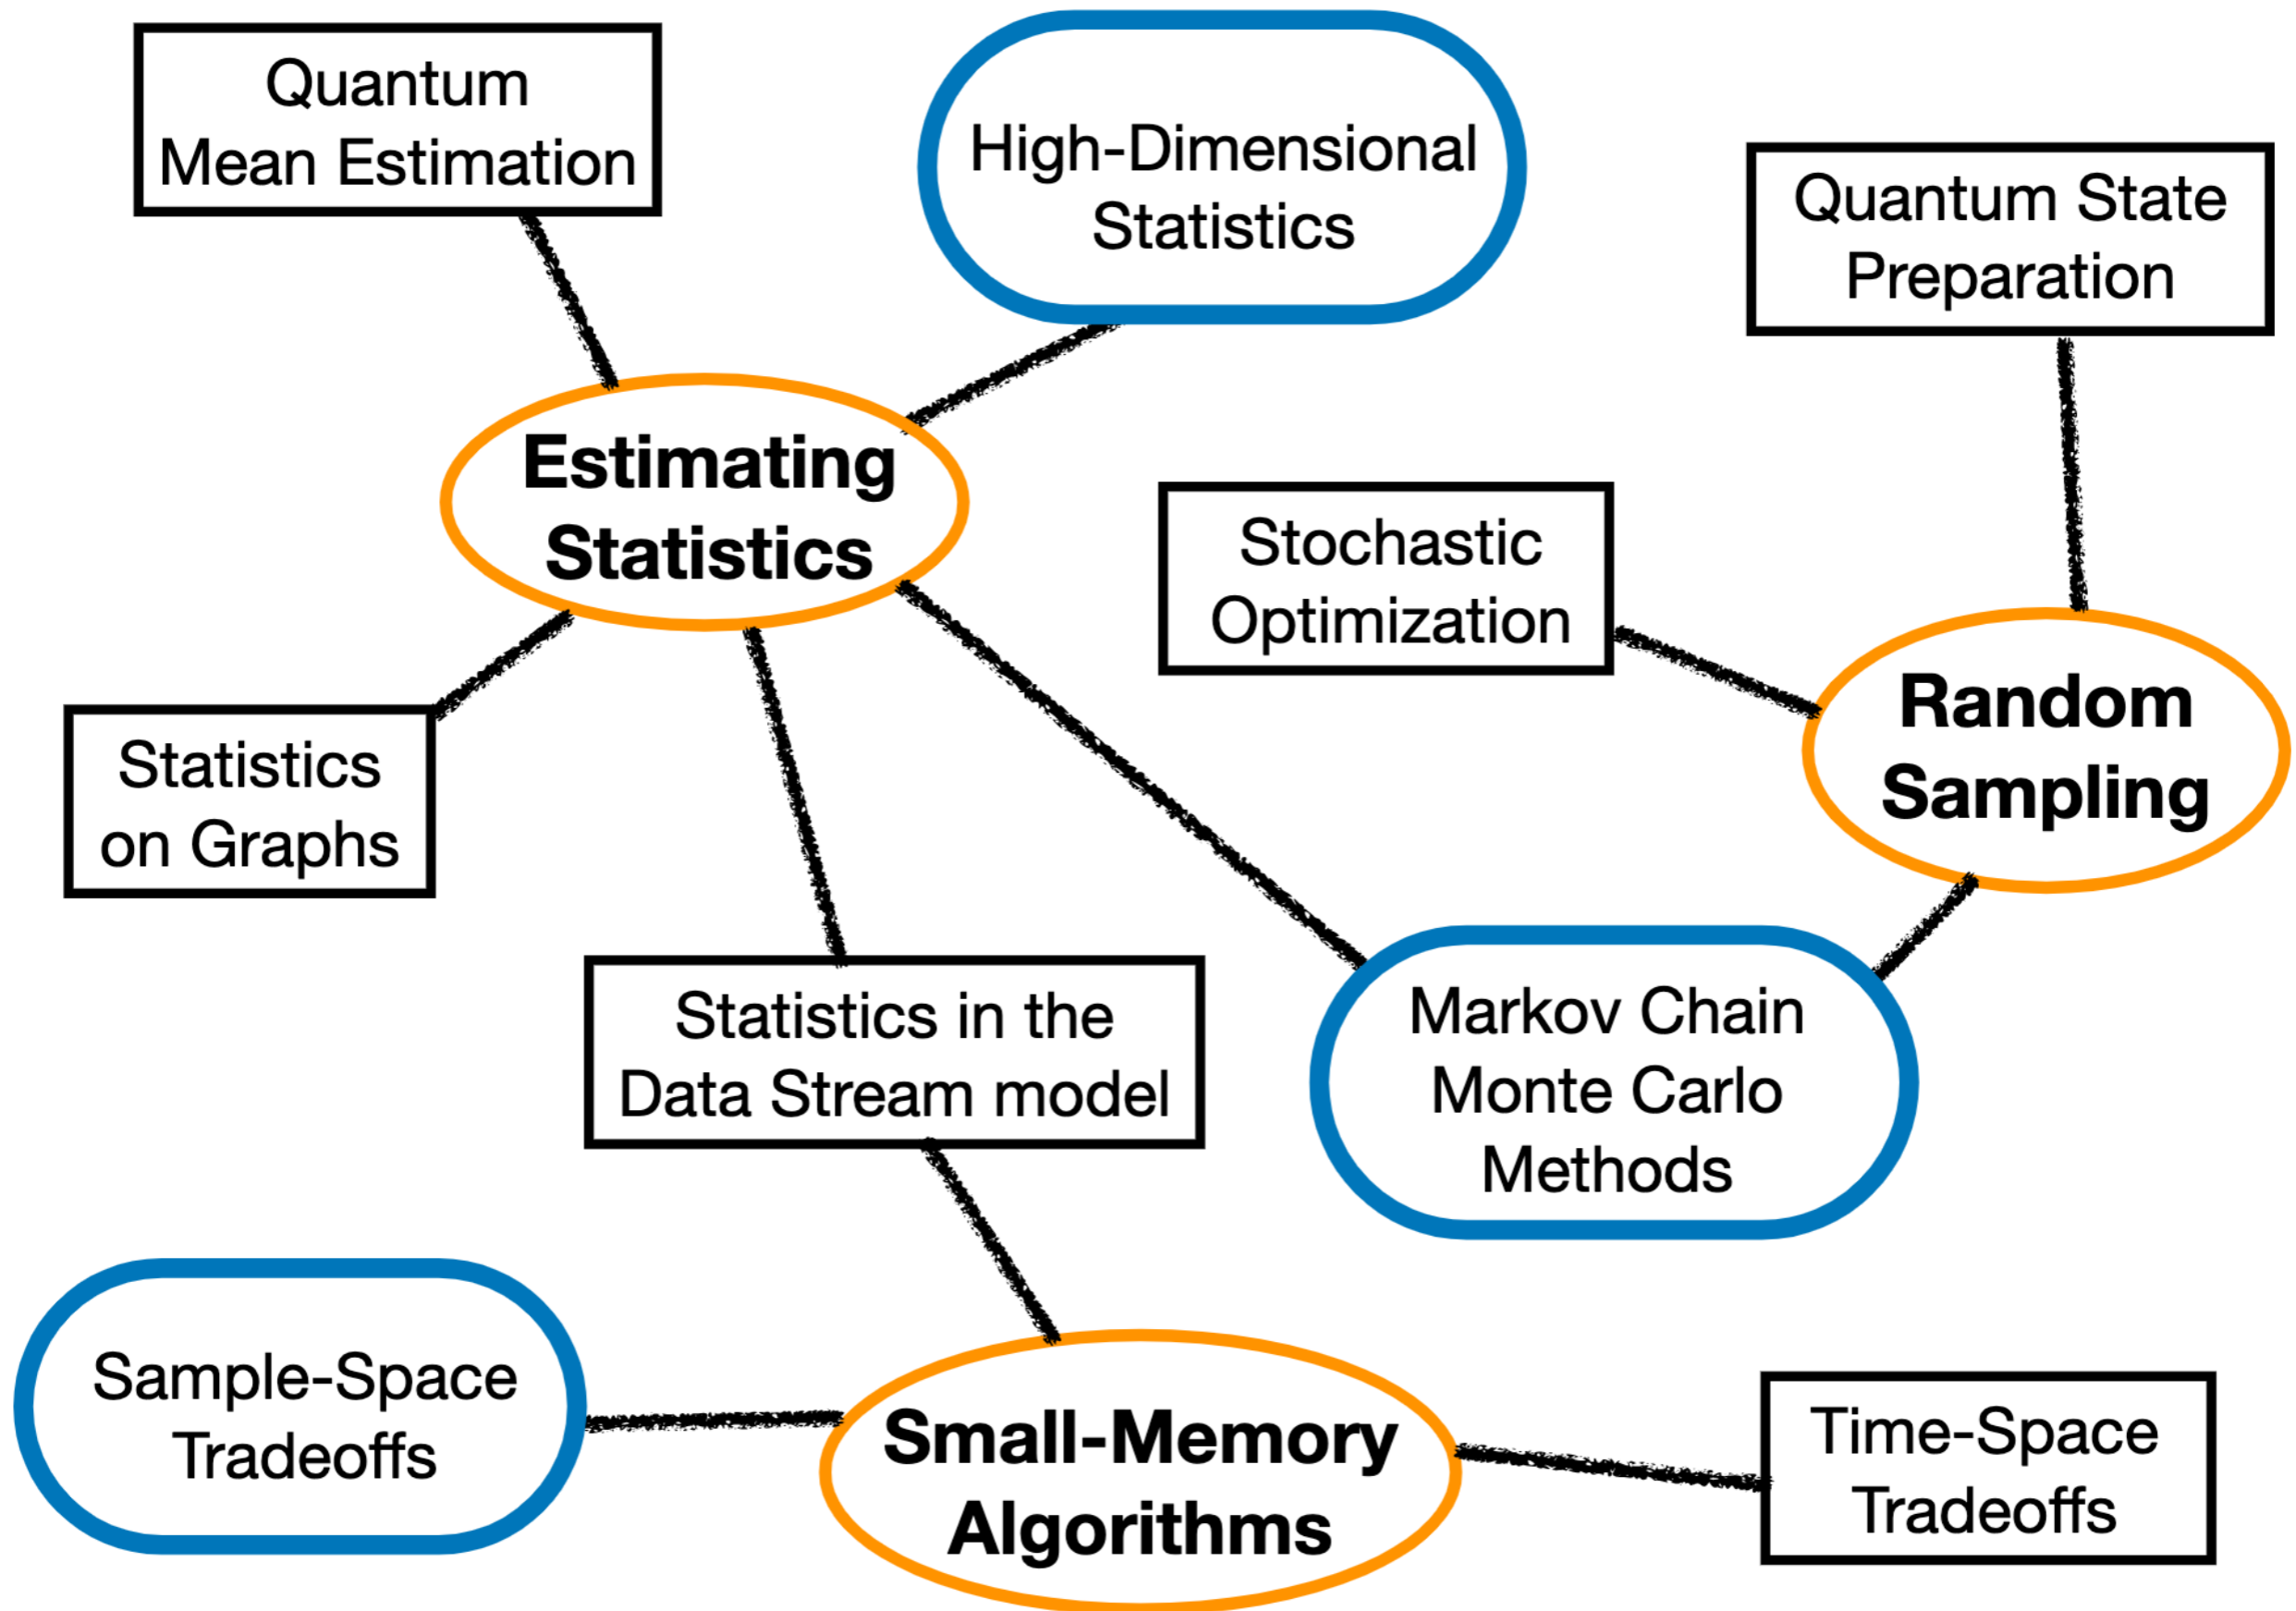 Quantum
Mean Estimation
High-Dimensional
Statistics
Quantum State
Preparation
Estimating
Statistics
Stochastic
Optimization
Random
Sampling
Statistics
on Graphs
Statistics in the
Data Stream model
Markov Chain
Monte Carlo
Methods
Sample-Space
Tradeoffs
Small-Memory
Algorithms
Time-Space
Tradeoffs